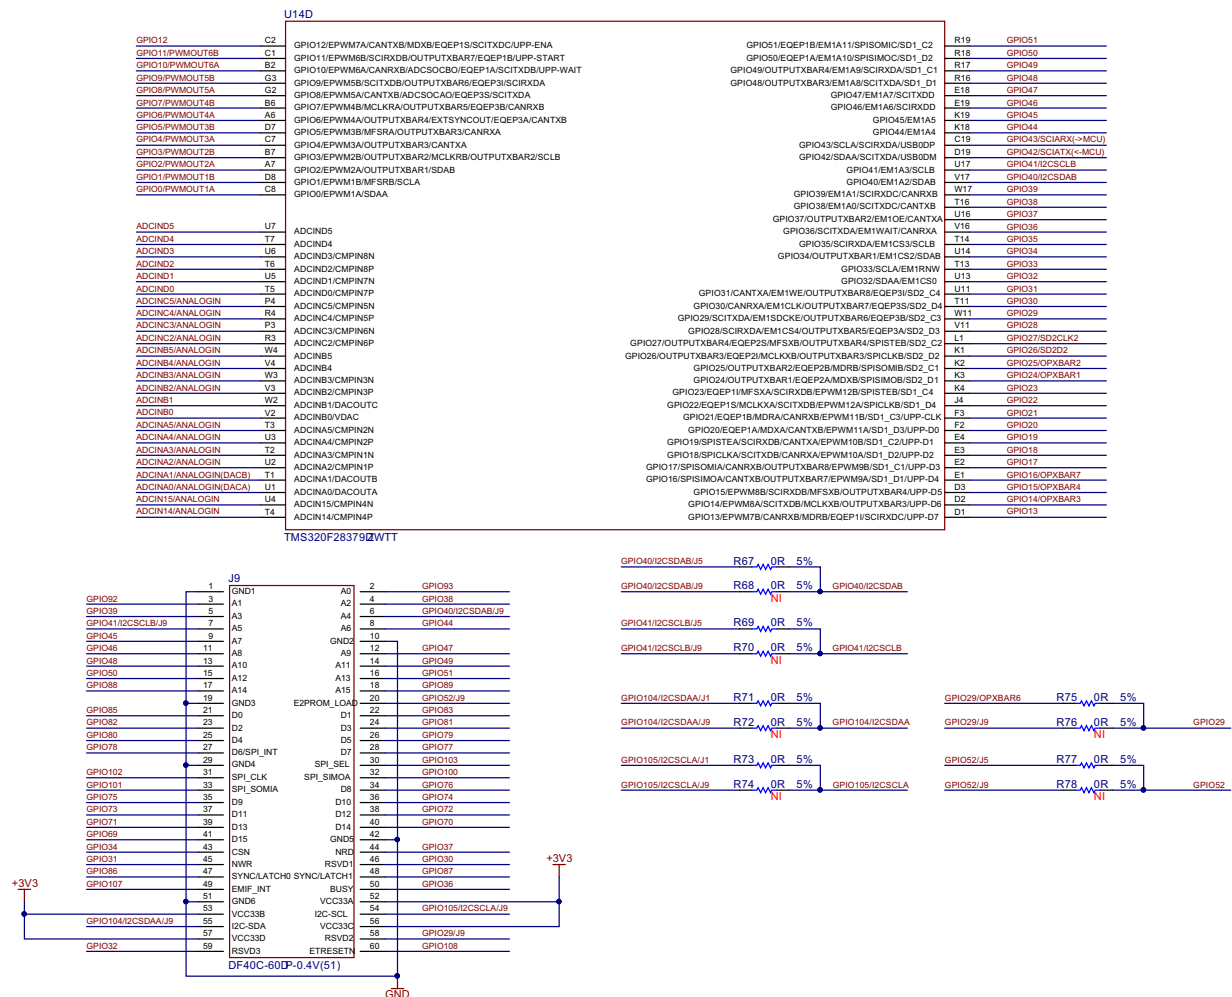 U14D
GPIO12 C2 GPIO12/EPWM7A/CANTXB/MDXB/EQEP1S/SCITXDC/UPP-ENA GPIO51/EQEP1B/EM1A11/SPISOMIC/SD1_C2 R19 GPIO51
GPIO11/PWMOUT6B C1 GPIO11/EPWM6B/SCIRXDB/OUTPUTXBAR7/EQEP1B/UPP-START GPIO50/EQEP1A/EM1A10/SPISIMOC/SD1_D2 R18 GPIO50
GPIO10/PWMOUT6A B2 GPIO10/EPWM6A/CANRXB/ADCSOCBO/EQEP1A/SCITXDB/UPP-WAIT GPIO49/OUTPUTXBAR4/EM1A9/SCIRXDA/SD1_C1 R17 GPIO49
GPIO9/PWMOUT5B G3 GPIO9/EPWM5B/SCITXDB/OUTPUTXBAR6/EQEP3I/SCIRXDA GPIO48/OUTPUTXBAR3/EM1A8/SCITXDA/SD1_D1 R16 GPIO48
GPIO8/PWMOUT5A G2 GPIO8/EPWM5A/CANTXB/ADCSOCAO/EQEP3S/SCITXDA GPIO47/EM1A7/SCITXDD E18 GPIO47
GPIO7/PWMOUT4B B6 GPIO7/EPWM4B/MCLKRA/OUTPUTXBAR5/EQEP3B/CANRXB GPIO46/EM1A6/SCIRXDD E19 GPIO46
GPIO6/PWMOUT4A A6 GPIO6/EPWM4A/OUTPUTXBAR4/EXTSYNCOUT/EQEP3A/CANTXB GPIO45/EM1A5 K19 GPIO45
GPIO5/PWMOUT3B D7 GPIO5/EPWM3B/MFSRA/OUTPUTXBAR3/CANRXA GPIO44/EM1A4 K18 GPIO44
GPIO4/PWMOUT3A C7 GPIO4/EPWM3A/OUTPUTXBAR3/CANTXA GPIO43/SCLA/SCIRXDA/USB0DP C19 GPIO43/SCIARX(->MCU)
GPIO3/PWMOUT2B B7 GPIO3/EPWM2B/OUTPUTXBAR2/MCLKRB/OUTPUTXBAR2/SCLB GPIO42/SDAA/SCITXDA/USB0DM D19 GPIO42/SCIATX(<-MCU)
GPIO2/PWMOUT2A A7 GPIO2/EPWM2A/OUTPUTXBAR1/SDAB GPIO41/EM1A3/SCLB U17 GPIO41/I2CSCLB
GPIO1/PWMOUT1B D8 GPIO1/EPWM1B/MFSRB/SCLA GPIO40/EM1A2/SDAB V17 GPIO40/I2CSDAB
GPIO0/PWMOUT1A C8 GPIO0/EPWM1A/SDAA GPIO39/EM1A1/SCITXDC/CANRXB W17 GPIO39
GPIO38/EM1A0/SCITXDC/CANTXB T16 GPIO38
GPIO37/OUTPUTXBAR2/EM1OE/CANTXA U16 GPIO37
ADCIND5 U7 ADCIND5 GPIO36/SCITXDA/EM1WAIT/CANRXA V16 GPIO36
ADCIND4 T7 ADCIND4 GPIO35/SCIRXDA/EM1CS3/SCLB T14 GPIO35
ADCIND3 U6 ADCIND3/CMPIN8N GPIO34/OUTPUTXBAR1/EM1CS2/SDAB U14 GPIO34
ADCIND2 T6 ADCIND2/CMPIN8P GPIO33/SCLA/EM1RNW T13 GPIO33
ADCIND1 U5 ADCIND1/CMPIN7N GPIO32/SDAA/EM1CS0 U13 GPIO32
ADCIND0 T5 ADCIND0/CMPIN7P GPIO31/CANTXA/EM1WE/OUTPUTXBAR8/EQEP3I/SD2_C4 U11 GPIO31
ADCINC5/ANALOGIN P4 ADCINC5/CMPIN5N GPIO30/CANRXA/EM1CLK/OUTPUTXBAR7/EQEP3S/SD2_D4 T11 GPIO30
ADCINC4/ANALOGIN R4 ADCINC4/CMPIN5P GPIO29/SCITXDA/EM1SDCKE/OUTPUTXBAR6/EQEP3B/SD2_C3 W11 GPIO29
ADCINC3/ANALOGIN P3 ADCINC3/CMPIN6N GPIO28/SCIRXDA/EM1CS4/OUTPUTXBAR5/EQEP3A/SD2_D3 V11 GPIO28
ADCINC2/ANALOGIN R3 ADCINC2/CMPIN6P GPIO27/OUTPUTXBAR4/EQEP2S/MFSXB/OUTPUTXBAR4/SPISTEB/SD2_C2 L1 GPIO27/SD2CLK2
ADCINB5/ANALOGIN W4 ADCINB5 GPIO26/OUTPUTXBAR3/EQEP2I/MCLKXB/OUTPUTXBAR3/SPICLKB/SD2_D2 K1 GPIO26/SD2D2
ADCINB4/ANALOGIN V4 ADCINB4 GPIO25/OUTPUTXBAR2/EQEP2B/MDRB/SPISOMIB/SD2_C1 K2 GPIO25/OPXBAR2
ADCINB3/ANALOGIN W3 ADCINB3/CMPIN3N GPIO24/OUTPUTXBAR1/EQEP2A/MDXB/SPISIMOB/SD2_D1 K3 GPIO24/OPXBAR1
ADCINB2/ANALOGIN V3 ADCINB2/CMPIN3P GPIO23/EQEP1I/MFSXA/SCIRXDB/EPWM12B/SPISTEB/SD1_C4 K4 GPIO23
ADCINB1 W2 ADCINB1/DACOUTC GPIO22/EQEP1S/MCLKXA/SCITXDB/EPWM12A/SPICLKB/SD1_D4 J4 GPIO22
ADCINB0 V2 ADCINB0/VDAC GPIO21/EQEP1B/MDRA/CANRXB/EPWM11B/SD1_C3/UPP-CLK F3 GPIO21
ADCINA5/ANALOGIN T3 ADCINA5/CMPIN2N GPIO20/EQEP1A/MDXA/CANTXB/EPWM11A/SD1_D3/UPP-D0 F2 GPIO20
ADCINA4/ANALOGIN U3 ADCINA4/CMPIN2P GPIO19/SPISTEA/SCIRXDB/CANTXA/EPWM10B/SD1_C2/UPP-D1 E4 GPIO19
ADCINA3/ANALOGIN T2 ADCINA3/CMPIN1N GPIO18/SPICLKA/SCITXDB/CANRXA/EPWM10A/SD1_D2/UPP-D2 E3 GPIO18
ADCINA2/ANALOGIN U2 ADCINA2/CMPIN1P GPIO17/SPISOMIA/CANRXB/OUTPUTXBAR8/EPWM9B/SD1_C1/UPP-D3 E2 GPIO17
ADCINA1/ANALOGIN(DACB) T1 ADCINA1/DACOUTB GPIO16/SPISIMOA/CANTXB/OUTPUTXBAR7/EPWM9A/SD1_D1/UPP-D4 E1 GPIO16/OPXBAR7
ADCINA0/ANALOGIN(DACA) U1 ADCINA0/DACOUTA GPIO15/EPWM8B/SCIRXDB/MFSXB/OUTPUTXBAR4/UPP-D5 D3 GPIO15/OPXBAR4
ADCIN15/ANALOGIN U4 ADCIN15/CMPIN4N GPIO14/EPWM8A/SCITXDB/MCLKXB/OUTPUTXBAR3/UPP-D6 D2 GPIO14/OPXBAR3
ADCIN14/ANALOGIN T4 ADCIN14/CMPIN4P GPIO13/EPWM7B/CANRXB/MDRB/EQEP1I/SCIRXDC/UPP-D7 D1 GPIO13
J9
1 GND1 A0 2 GPIO93
GPIO92 3 A1 A2 4 GPIO38
GPIO39 5 A3 A4 6 GPIO40/I2CSDAB/J9
GPIO41/I2CSCLB/J9 7 A5 A6 8 GPIO44
GPIO45 9 A7 GND2 10
GPIO46 11 A8 A9 12 GPIO47
GPIO48 13 A10 A11 14 GPIO49
GPIO50 15 A12 A13 16 GPIO51
GPIO88 17 A14 A15 18 GPIO89
19 GND3 E2PROM_LOAD 20 GPIO52/J9
GPIO85 21 D0 D1 22 GPIO83
GPIO82 23 D2 D3 24 GPIO81
GPIO80 25 D4 D5 26 GPIO79
GPIO78 27 D6/SPI_INT D7 28 GPIO77
29 GND4 SPI_SEL 30 GPIO103
GPIO102 31 SPI_CLK SPI_SIMOA 32 GPIO100
GPIO101 33 SPI_SOMIA D8 34 GPIO76
GPIO75 35 D9 D10 36 GPIO74
GPIO73 37 D11 D12 38 GPIO72
GPIO71 39 D13 D14 40 GPIO70
GPIO69 41 D15 GND5 42
GPIO34 43 CSN NRD 44 GPIO37
GPIO31 45 NWR RSVD1 46 GPIO30
GPIO86 47 SYNC/LATCH0 SYNC/LATCH1 48 GPIO87
GPIO107 49 EMIF_INT BUSY 50 GPIO36
51 GND6 VCC33A 52
53 VCC33B I2C-SCL 54 GPIO105/I2CSCLA/J9
GPIO104/I2CSDAA/J9 55 I2C-SDA VCC33C 56
57 VCC33D RSVD2 58 GPIO29/J9
GPIO32 59 RSVD3 ETRESETN 60 GPIO108
+3V3
+3V3
DF40C-60DP-0.4V(51)
GND
GPIO40/I2CSDAB/J5 R67 0R 5%
GPIO40/I2CSDAB/J9 R68 0R 5% GPIO40/I2CSDAB
NI
GPIO41/I2CSCLB/J5 R69 0R 5%
GPIO41/I2CSCLB/J9 R70 0R 5% GPIO41/I2CSCLB
NI
GPIO104/I2CSDAA/J1 R71 0R 5%
GPIO104/I2CSDAA/J9 R72 0R 5% GPIO104/I2CSDAA
NI
GPIO105/I2CSCLA/J1 R73 0R 5%
GPIO105/I2CSCLA/J9 R74 0R 5% GPIO105/I2CSCLA
NI
GPIO29/OPXBAR6 R75 0R 5%
GPIO29/J9 R76 0R 5% GPIO29
NI
GPIO52/J5 R77 0R 5%
GPIO52/J9 R78 0R 5% GPIO52
NI